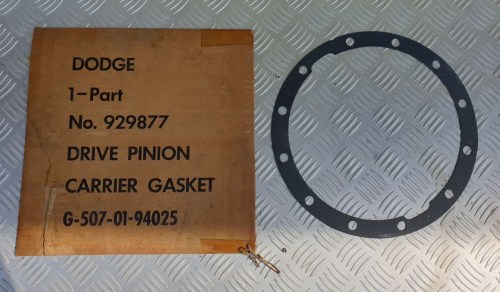 DODGE
1-Part
No. 929877
DRIVE PINION
CARRIER GASKET
G-507-01-94025